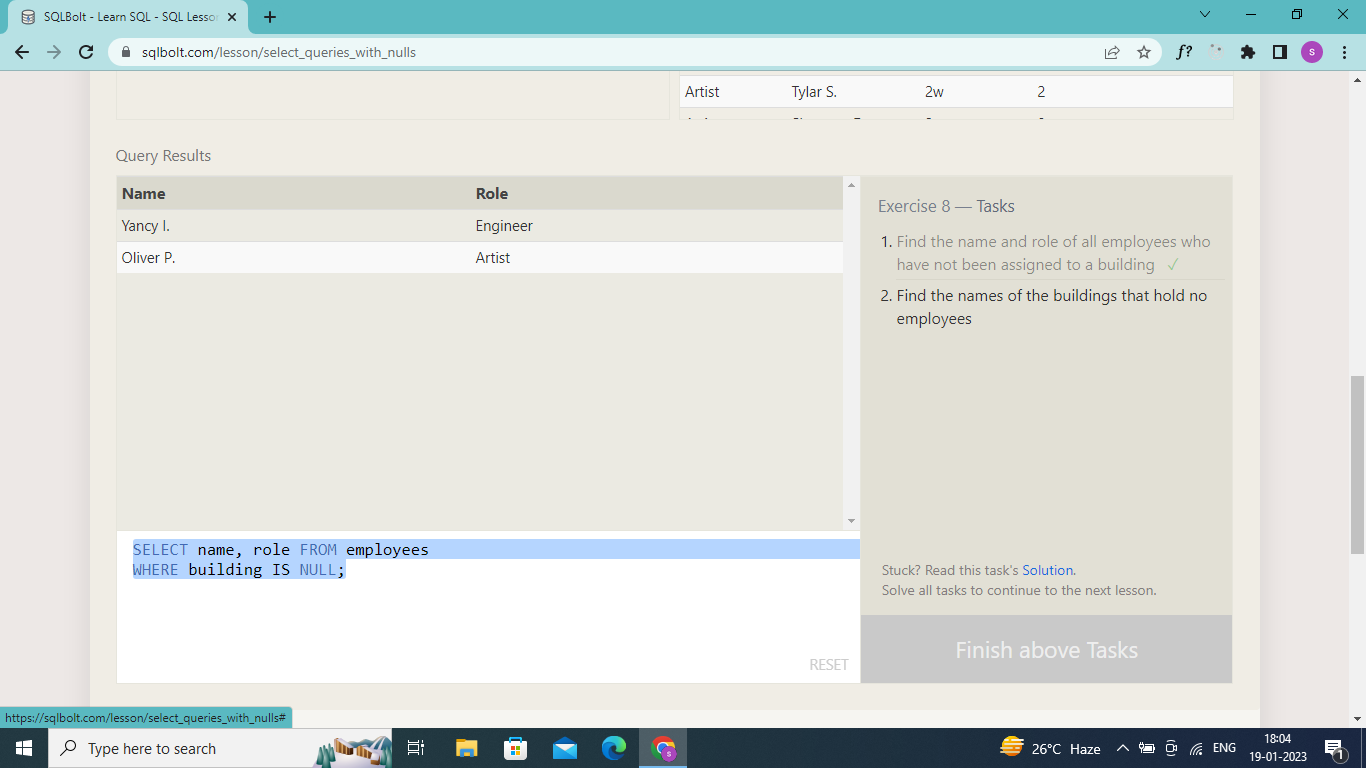 SQLBolt - Learn SQL - SQL Lesson
sqlbolt.com/lesson/select_queries_with_nulls
f?
s
Artist Tylar S. 2w 2
Query Results
Name Role
Yancy I. Engineer
Oliver P. Artist
Exercise 8 — Tasks
1. Find the name and role of all employees who
have not been assigned to a building ✓
2. Find the names of the buildings that hold no
employees
SELECT name, role FROM employees
WHERE building IS NULL;
RESET
Stuck? Read this task's Solution.
Solve all tasks to continue to the next lesson.
Finish above Tasks
https://sqlbolt.com/lesson/select_queries_with_nulls#
Type here to search
26°C Haze
ENG
18:04
19-01-2023
1